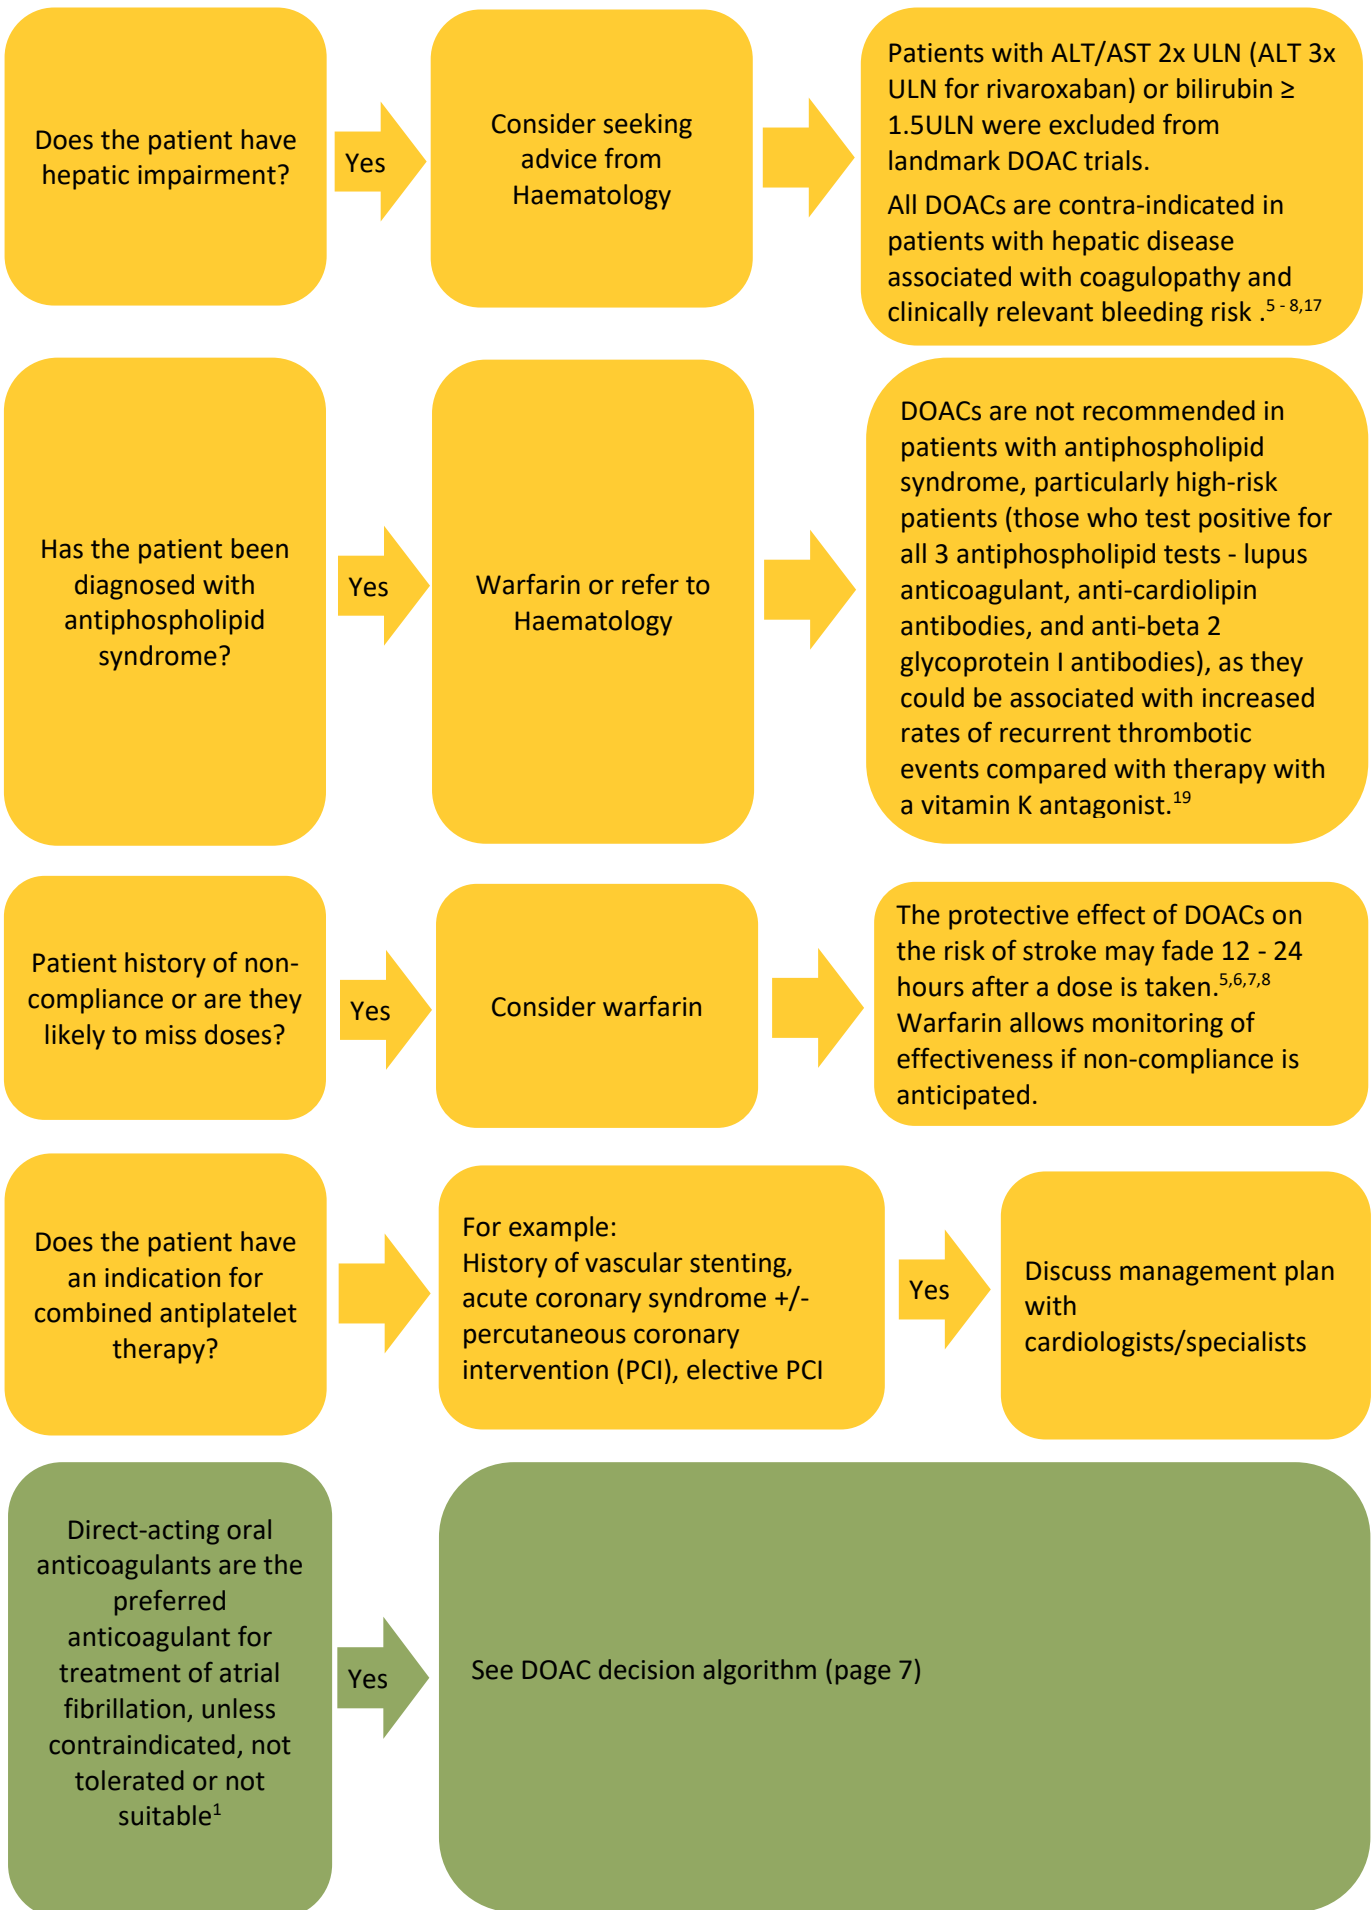 Does the patient have
hepatic impairment?
Yes
Consider seeking
advice from
Haematology
Patients with ALT/AST 2x ULN (ALT 3x
ULN for rivaroxaban) or bilirubin ≥
1.5ULN were excluded from
landmark DOAC trials.
All DOACs are contra-indicated in
patients with hepatic disease
associated with coagulopathy and
clinically relevant bleeding risk .5 - 8,17
Has the patient been
diagnosed with
antiphospholipid
syndrome?
Yes
Warfarin or refer to
Haematology
DOACs are not recommended in
patients with antiphospholipid
syndrome, particularly high-risk
patients (those who test positive for
all 3 antiphospholipid tests - lupus
anticoagulant, anti-cardiolipin
antibodies, and anti-beta 2
glycoprotein I antibodies), as they
could be associated with increased
rates of recurrent thrombotic
events compared with therapy with
a vitamin K antagonist.19
Patient history of non-
compliance or are they
likely to miss doses?
Yes
Consider warfarin
The protective effect of DOACs on
the risk of stroke may fade 12 - 24
hours after a dose is taken.5,6,7,8
Warfarin allows monitoring of
effectiveness if non-compliance is
anticipated.
Does the patient have
an indication for
combined antiplatelet
therapy?
For example:
History of vascular stenting,
acute coronary syndrome +/-
percutaneous coronary
intervention (PCI), elective PCI
Yes
Discuss management plan
with
cardiologists/specialists
Direct-acting oral
anticoagulants are the
preferred
anticoagulant for
treatment of atrial
fibrillation, unless
contraindicated, not
tolerated or not
suitable1
Yes
See DOAC decision algorithm (page 7)